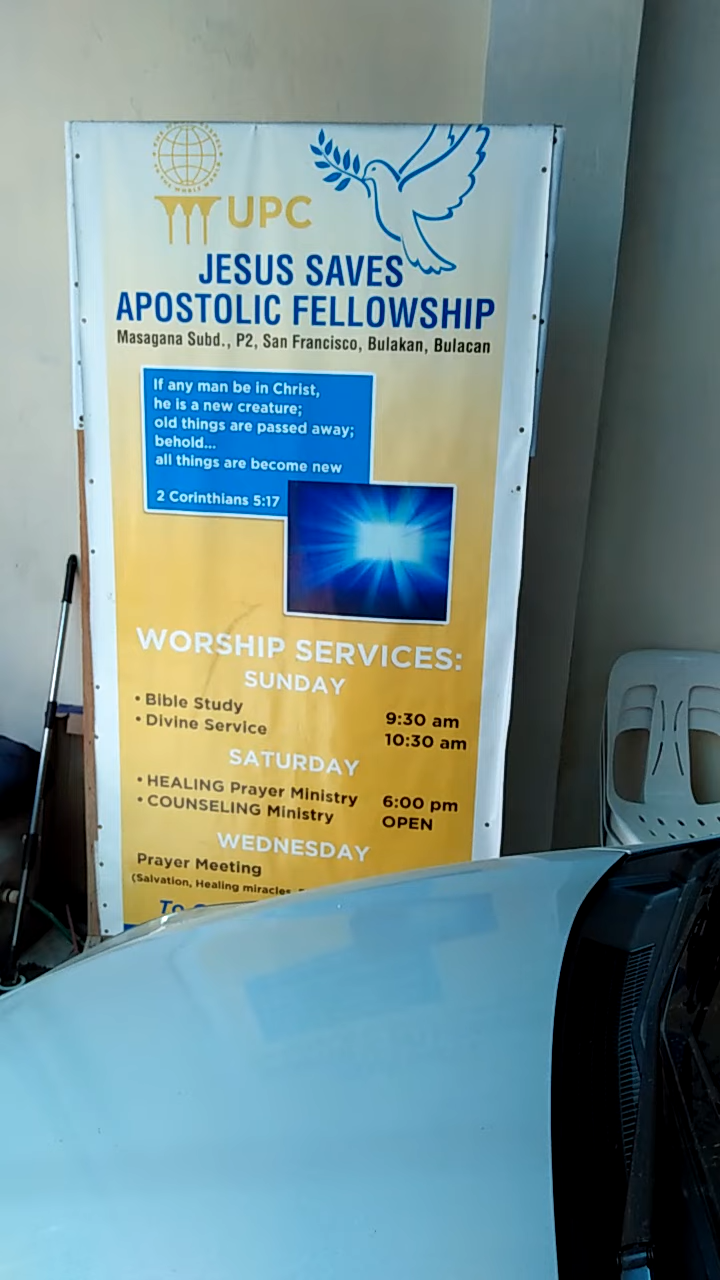 UPC
JESUS SAVES
APOSTOLIC FELLOWSHIP
Masagana Subd., P2, San Francisco, Bulakan, Bulacan
If any man be in Christ,
he is a new creature;
old things are passed away;
behold...
all things are become new
2 Corinthians 5:17
WORSHIP SERVICES:
SUNDAY
• Bible Study 9:30 am
• Divine Service 10:30 am
SATURDAY
• HEALING Prayer Ministry 6:00 pm
• COUNSELING Ministry OPEN
WEDNESDAY
Prayer Meeting
(Salvation, Healing miracles,
To